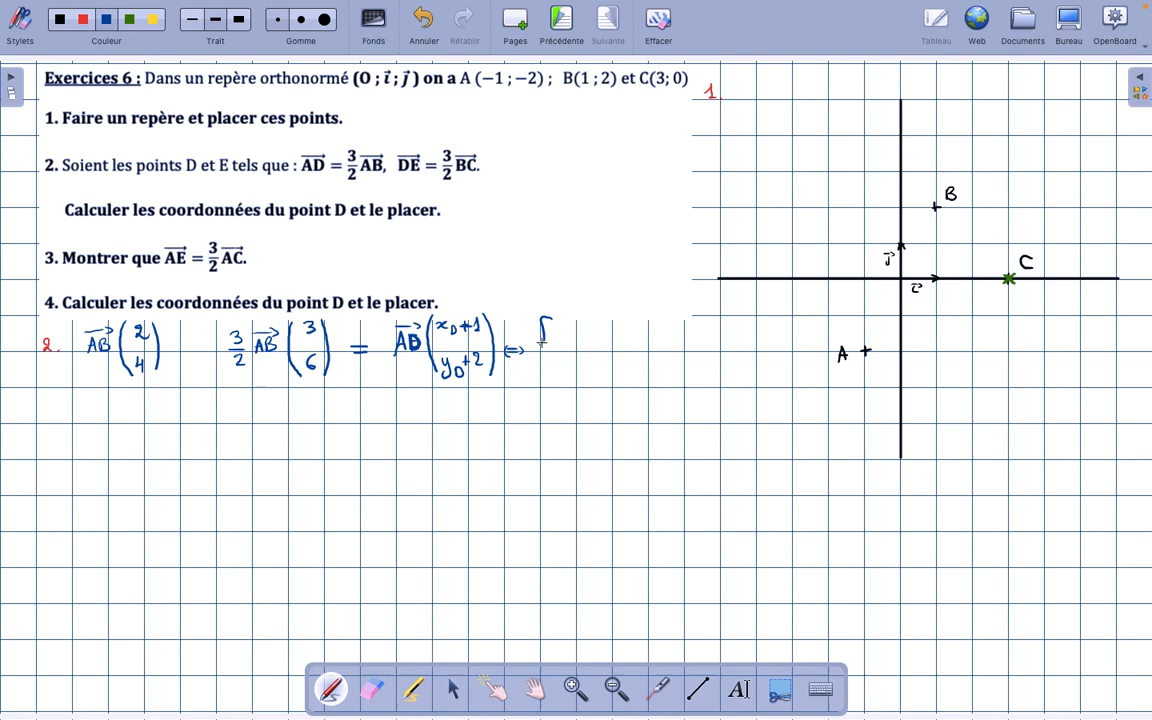 Stylets Couleur Trait Gomme Fonds Annuler Rétablir Pages Précédente Suivante Effacer Tableau Web Documents Bureau OpenBoard
Exercices 6 : Dans un repère orthonormé (O ; i⃗ ; j⃗ ) on a A (−1 ; −2) ; B(1 ; 2) et C(3; 0)
1. Faire un repère et placer ces points.
2. Soient les points D et E tels que : AD⃗ = 3/2 AB⃗, DE⃗ = 3/2 BC⃗.
Calculer les coordonnées du point D et le placer.
3. Montrer que AE⃗ = 3/2 AC⃗.
4. Calculer les coordonnées du point D et le placer.
2. AB⃗ (2 4) 3/2 AB⃗ (3 6) = AD⃗ (x_D+1 y_D+2) ⇔
1.
B
j⃗
C
i⃗
A
AI